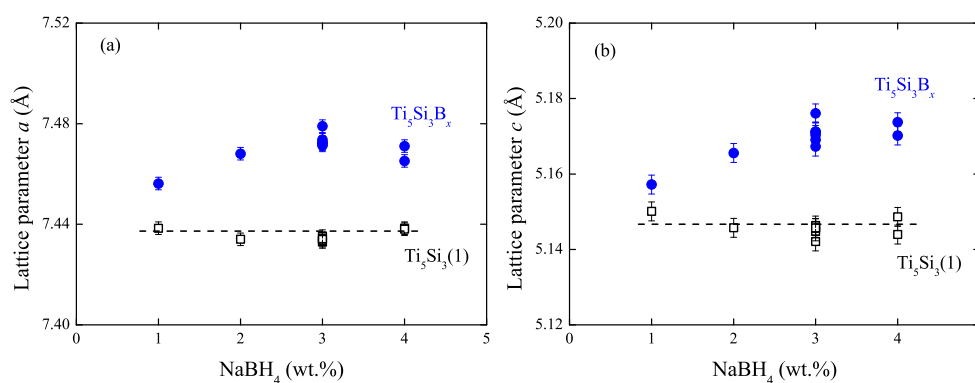 7.52
(a)
Ti5Si3Bx
7.48
Lattice parameter a (Å)
7.44
Ti5Si3(1)
7.40
0 1 2 3 4 5
NaBH4 (wt.%)
5.20
(b)
Ti5Si3Bx
5.18
Lattice parameter c (Å)
5.16
5.14
Ti5Si3(1)
5.12
0 1 2 3 4
NaBH4 (wt.%)